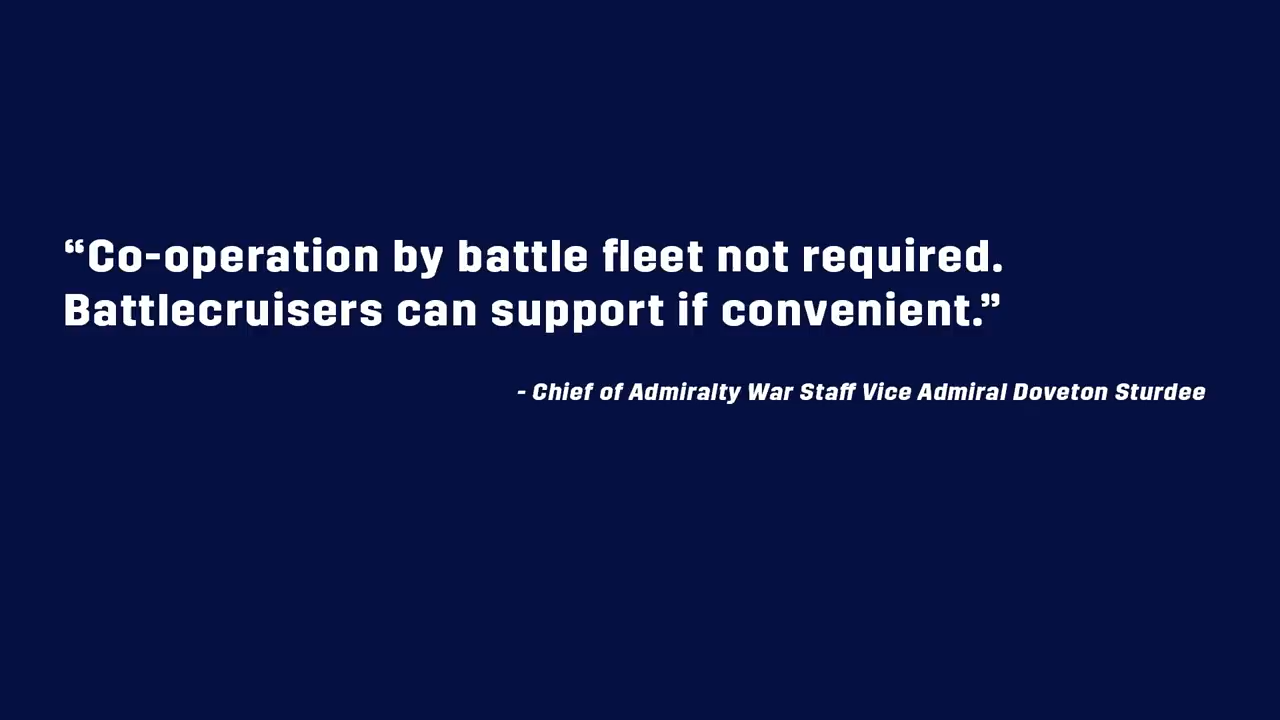 “Co-operation by battle fleet not required.
Battlecruisers can support if convenient.”
- Chief of Admiralty War Staff Vice Admiral Doveton Sturdee